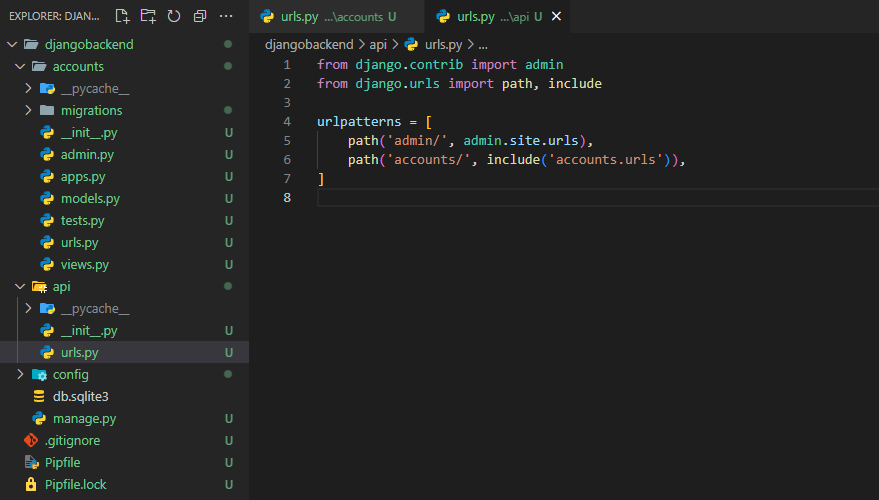 EXPLORER: DJAN...
djangobackend
accounts
__pycache__
migrations
__init__.py U
admin.py U
apps.py U
models.py U
tests.py U
urls.py U
views.py U
api
__pycache__
__init__.py U
urls.py U
config
db.sqlite3
manage.py U
.gitignore U
Pipfile U
Pipfile.lock U
urls.py ...\accounts U
urls.py ...\api U
djangobackend > api > urls.py > ...
1 from django.contrib import admin
2 from django.urls import path, include
3
4 urlpatterns = [
5     path('admin/', admin.site.urls),
6     path('accounts/', include('accounts.urls')),
7 ]
8